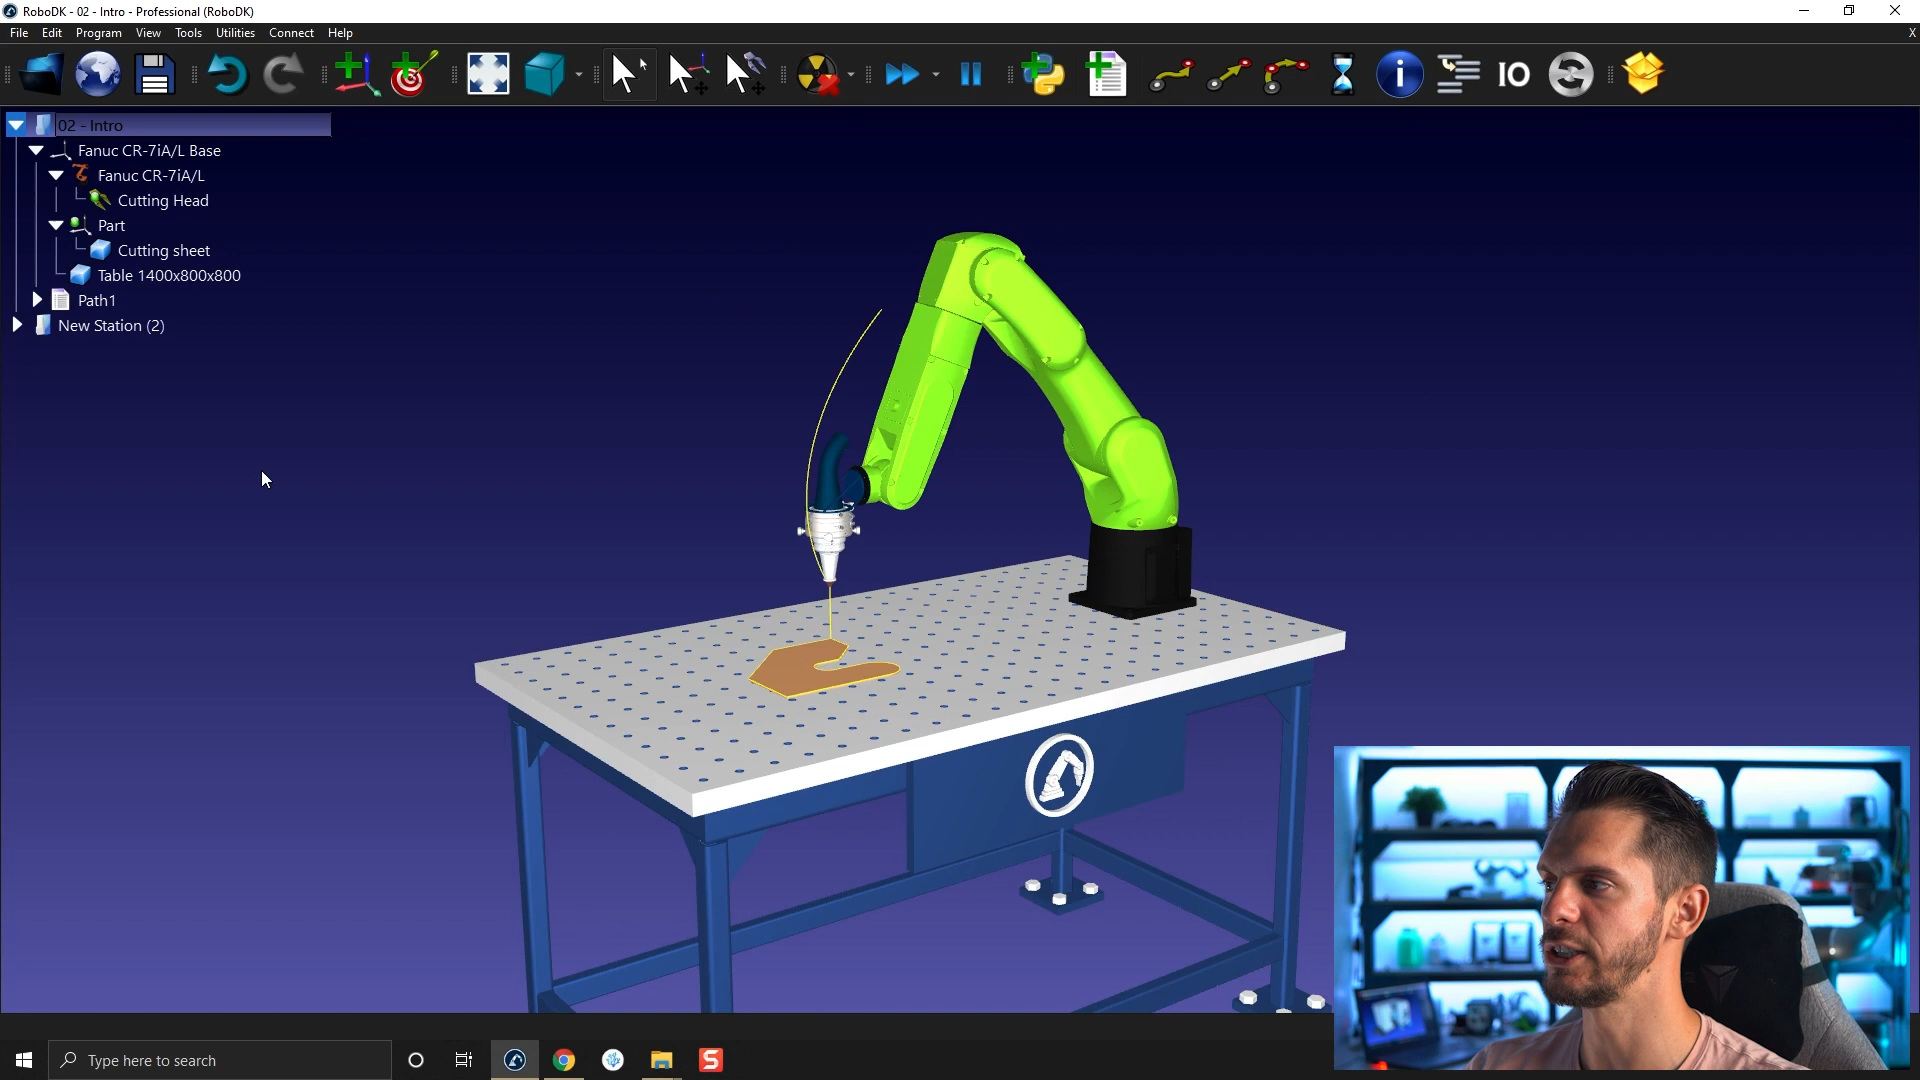 RoboDK - 02 - Intro - Professional (RoboDK)
File Edit Program View Tools Utilities Connect Help X
IO
02 - Intro
Fanuc CR-7iA/L Base
Fanuc CR-7iA/L
Cutting Head
Part
Cutting sheet
Table 1400x800x800
Path1
New Station (2)
Type here to search